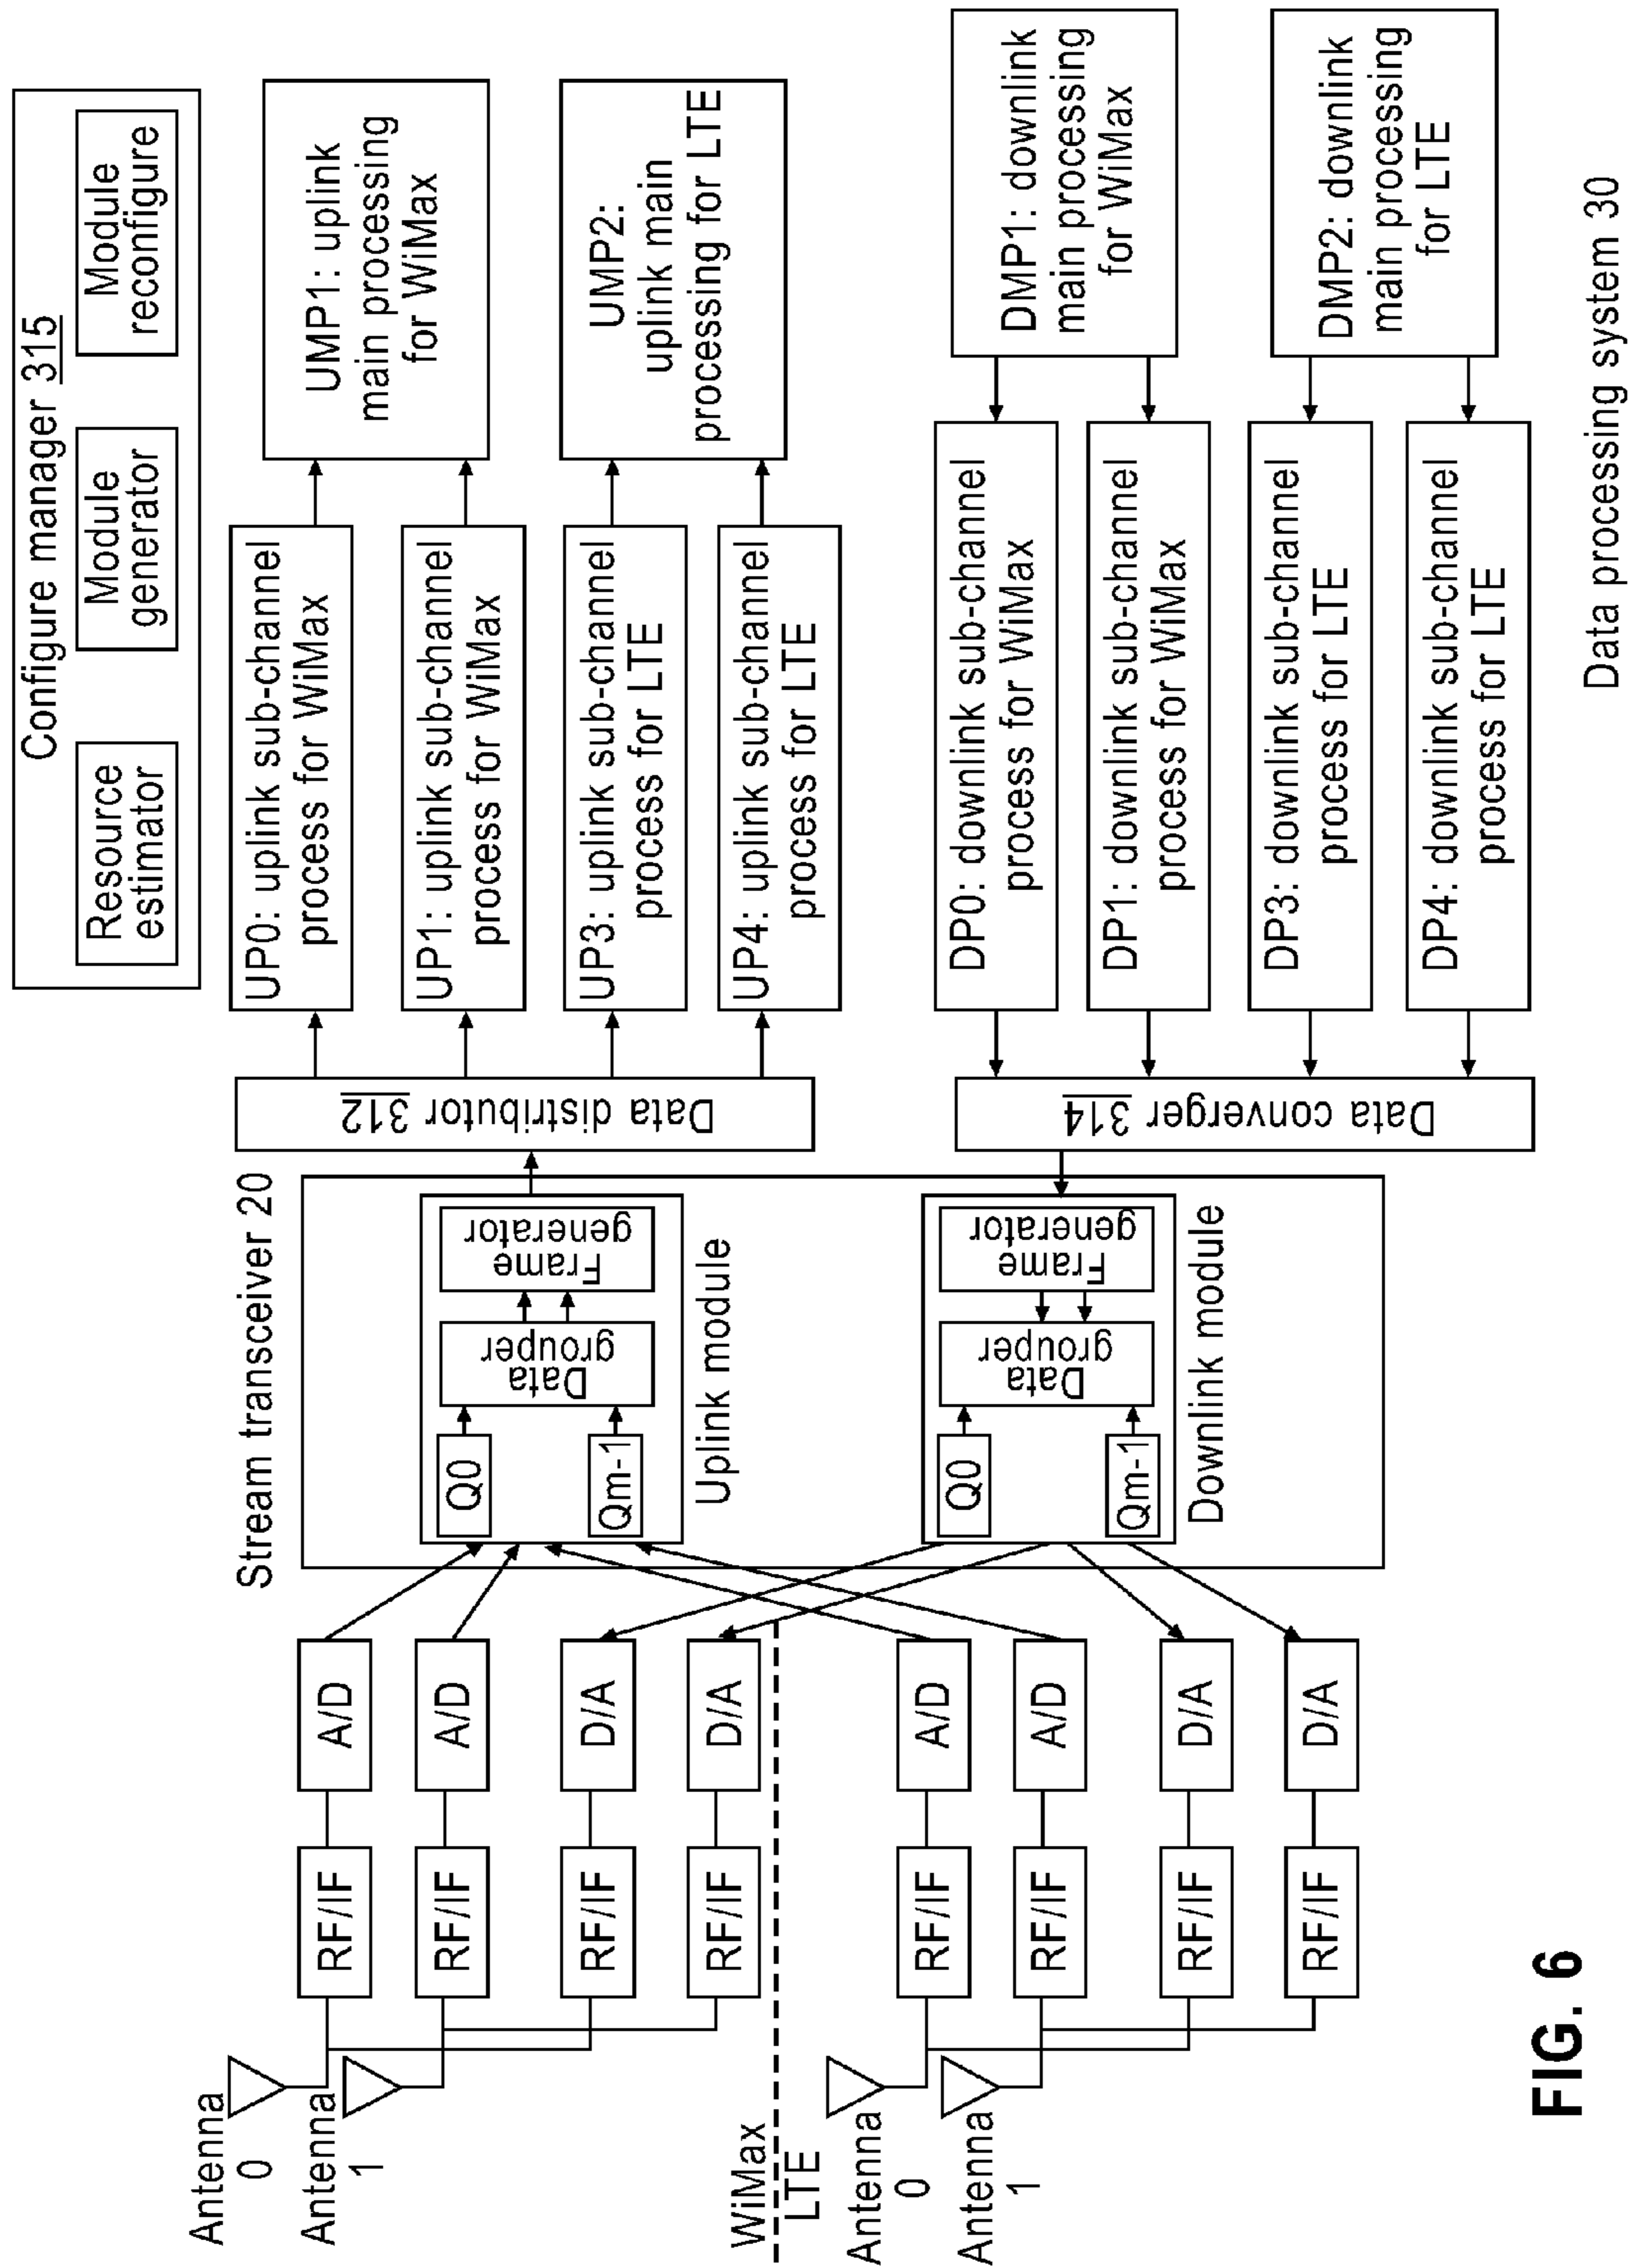 Configure manager 315
Resource
estimator
Module
generator
Module
reconfigure
Antenna
0
Antenna
1
RF/IF
A/D
RF/IF
A/D
RF/IF
D/A
RF/IF
D/A
WiMax
LTE
Antenna
0
Antenna
1
RF/IF
A/D
RF/IF
A/D
RF/IF
D/A
RF/IF
D/A
Stream transceiver 20
Q0
Qm-1
Data
grouper
Frame
generator
Uplink module
Q0
Qm-1
Data
grouper
Frame
generator
Downlink module
Data distributor 312
Data converger 314
UP0: uplink sub-channel
process for WiMax
UP1: uplink sub-channel
process for WiMax
UP3: uplink sub-channel
process for LTE
UP4: uplink sub-channel
process for LTE
UMP1: uplink
main processing
for WiMax
UMP2:
uplink main
processing for LTE
DP0: downlink sub-channel
process for WiMax
DP1: downlink sub-channel
process for WiMax
DP3: downlink sub-channel
process for LTE
DP4: downlink sub-channel
process for LTE
DMP1: downlink
main processing
for WiMax
DMP2: downlink
main processing
for LTE
Data processing system 30
FIG. 6